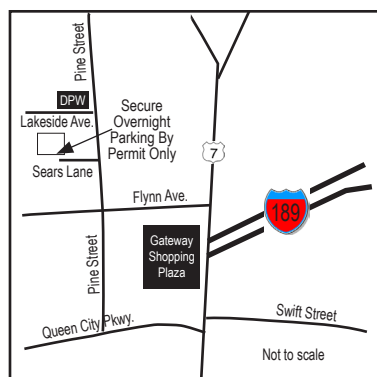 Pine Street
DPW
Lakeside Ave.
Secure
Overnight
Parking By
Permit Only
Sears Lane
7
189
Flynn Ave.
Gateway
Shopping
Plaza
Pine Street
Queen City Pkwy.
Swift Street
Not to scale